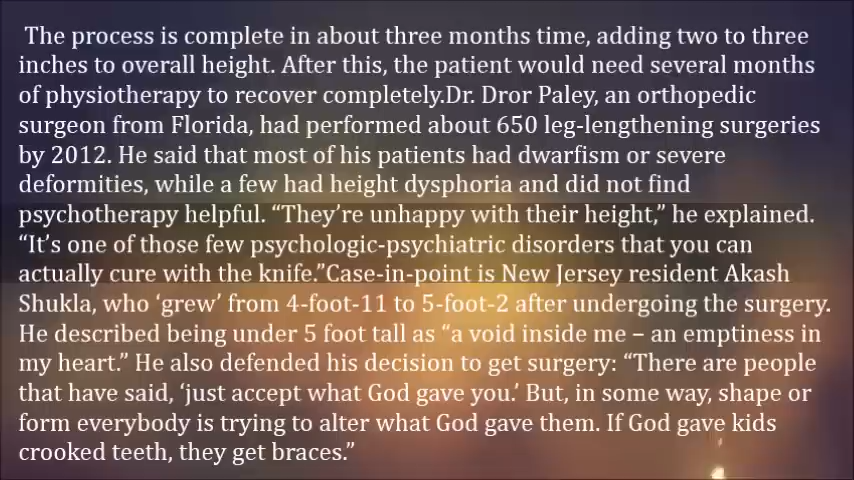 The process is complete in about three months time, adding two to three
inches to overall height. After this, the patient would need several months
of physiotherapy to recover completely.Dr. Dror Paley, an orthopedic
surgeon from Florida, had performed about 650 leg-lengthening surgeries
by 2012. He said that most of his patients had dwarfism or severe
deformities, while a few had height dysphoria and did not find
psychotherapy helpful. “They’re unhappy with their height,” he explained.
“It’s one of those few psychologic-psychiatric disorders that you can
actually cure with the knife.”Case-in-point is New Jersey resident Akash
Shukla, who ‘grew’ from 4-foot-11 to 5-foot-2 after undergoing the surgery.
He described being under 5 foot tall as “a void inside me – an emptiness in
my heart.” He also defended his decision to get surgery: “There are people
that have said, ‘just accept what God gave you.’ But, in some way, shape or
form everybody is trying to alter what God gave them. If God gave kids
crooked teeth, they get braces.”